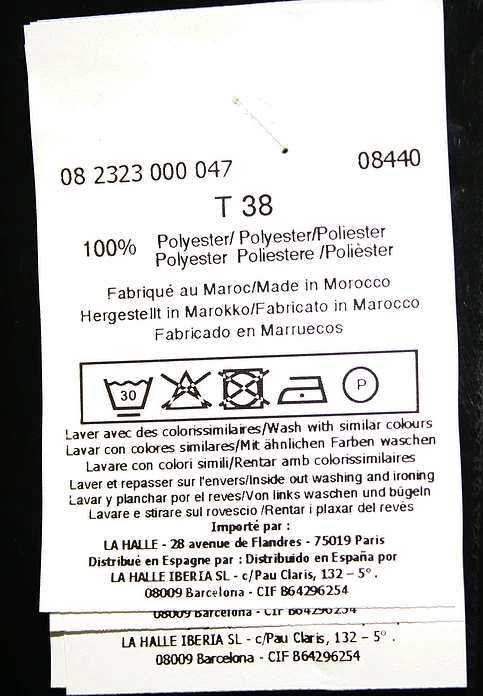 08 2323 000 047 08440
T 38
100% Polyester/ Polyester/Poliester
Polyester Poliestere /Polièster
Fabriqué au Maroc/Made in Morocco
Hergestellt in Marokko/Fabricato in Marocco
Fabricado en Marruecos
30 P
Laver avec des colorissimilaires/Wash with similar colours
Lavar con colores similares/Mit ähnlichen Farben waschen
Lavare con colori simili/Rentar amb colorissimilaires
Laver et repasser sur l'envers/Inside out washing and ironing
Lavar y planchar por el reves/Von links waschen und bügeln
Lavare e stirare sul rovescio /Rentar i plaxar del revés
Importé par :
LA HALLE - 28 avenue de Flandres - 75019 Paris
Distribué en Espagne par : Distribuido en España por
LA HALLE IBERIA SL - c/Pau Claris, 132 – 5° .
08009 Barcelona - CIF B64296254
08009 Barcelona - CIF B64296254
LA HALLE IBERIA SL - c/Pau Claris, 132 – 5° .
08009 Barcelona - CIF B64296254